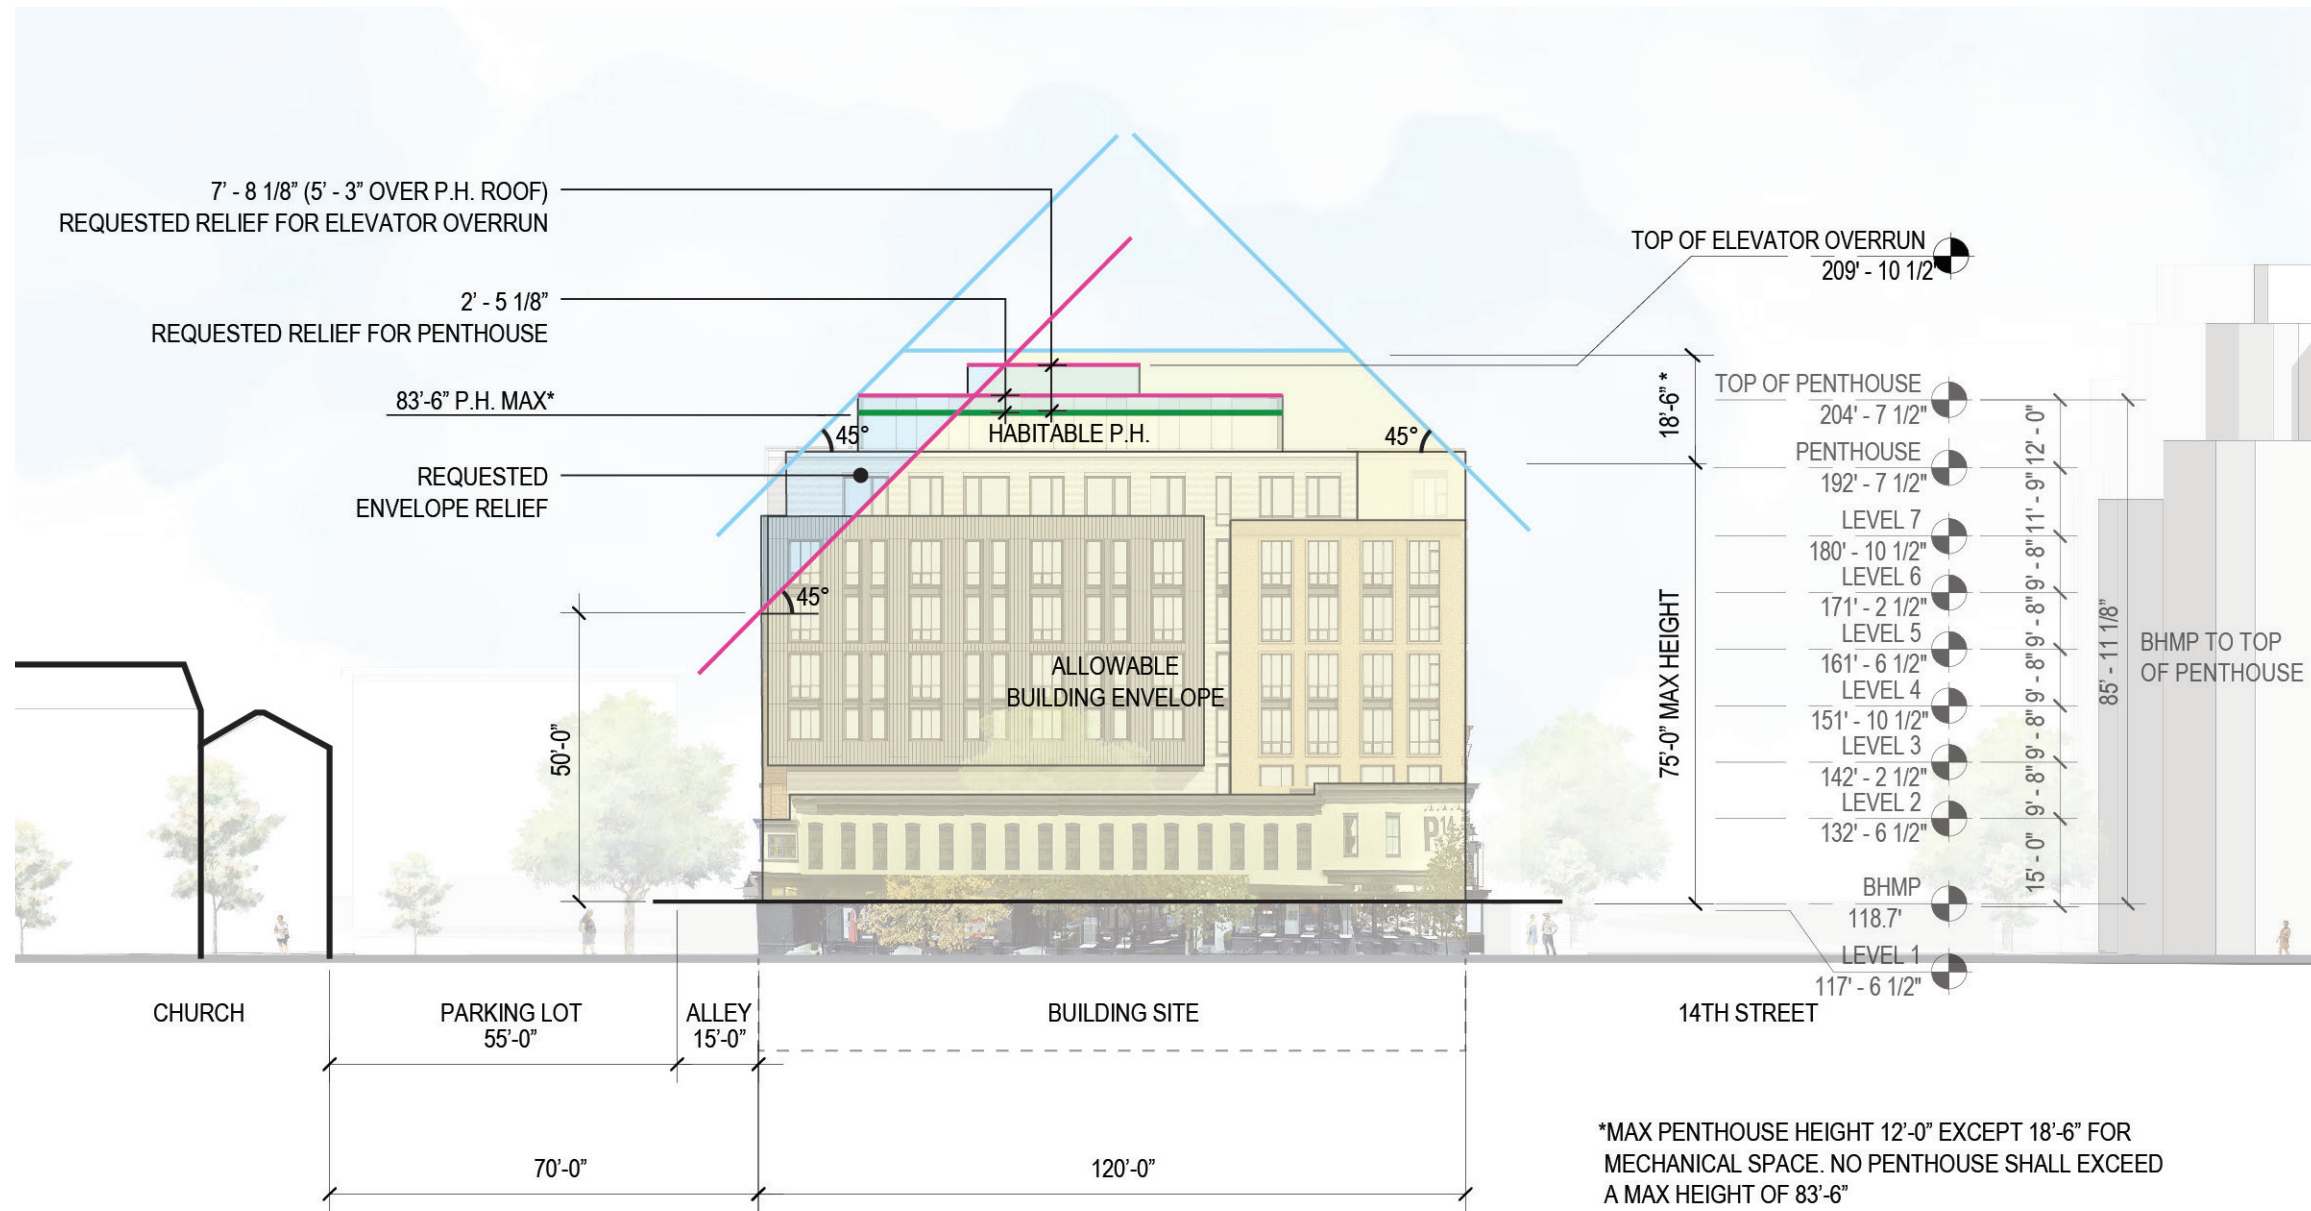 7' - 8 1/8" (5' - 3" OVER P.H. ROOF)
REQUESTED RELIEF FOR ELEVATOR OVERRUN
2' - 5 1/8"
REQUESTED RELIEF FOR PENTHOUSE
83'-6" P.H. MAX*
REQUESTED
ENVELOPE RELIEF
45°
HABITABLE P.H.
45°
45°
50'-0"
ALLOWABLE
BUILDING ENVELOPE
P14
TOP OF ELEVATOR OVERRUN
209' - 10 1/2"
18'-6" *
75'-0" MAX HEIGHT
TOP OF PENTHOUSE
204' - 7 1/2"
PENTHOUSE
192' - 7 1/2"
LEVEL 7
180' - 10 1/2"
LEVEL 6
171' - 2 1/2"
LEVEL 5
161' - 6 1/2"
LEVEL 4
151' - 10 1/2"
LEVEL 3
142' - 2 1/2"
LEVEL 2
132' - 6 1/2"
BHMP
118.7'
LEVEL 1
117' - 6 1/2"
12' - 0"
11' - 9"
9' - 8"
9' - 8"
9' - 8"
9' - 8"
9' - 8"
15' - 0"
85' - 11 1/8"
BHMP TO TOP
OF PENTHOUSE
CHURCH
PARKING LOT
55'-0"
ALLEY
15'-0"
BUILDING SITE
14TH STREET
70'-0"
120'-0"
*MAX PENTHOUSE HEIGHT 12'-0" EXCEPT 18'-6" FOR
MECHANICAL SPACE. NO PENTHOUSE SHALL EXCEED
A MAX HEIGHT OF 83'-6"